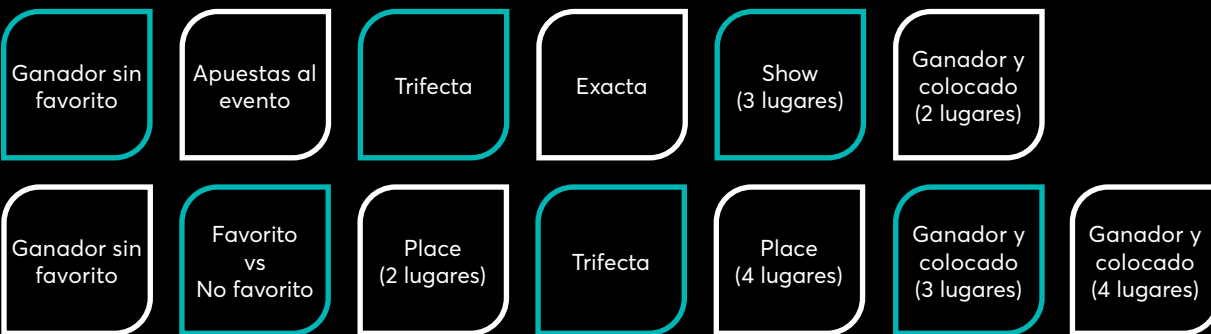 Ganador sin
favorito
Apuestas al
evento
Trifecta
Exacta
Show
(3 lugares)
Ganador y
colocado
(2 lugares)
Ganador sin
favorito
Favorito
vs
No favorito
Place
(2 lugares)
Trifecta
Place
(4 lugares)
Ganador y
colocado
(3 lugares)
Ganador y
colocado
(4 lugares)